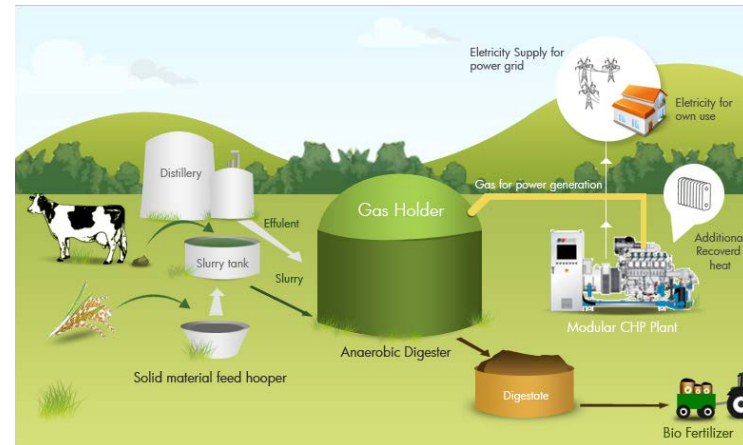 Eletricity Supply for
power grid
Eletricity for
own use
Distillery
Gas Holder
Gas for power generation
Effulent
Additiona
Recoverd
heat
Slurry tank
Slurry
Modular CHP Plant
Anaerobic Digester
Solid material feed hooper
Digestate
Bio Fertilizer